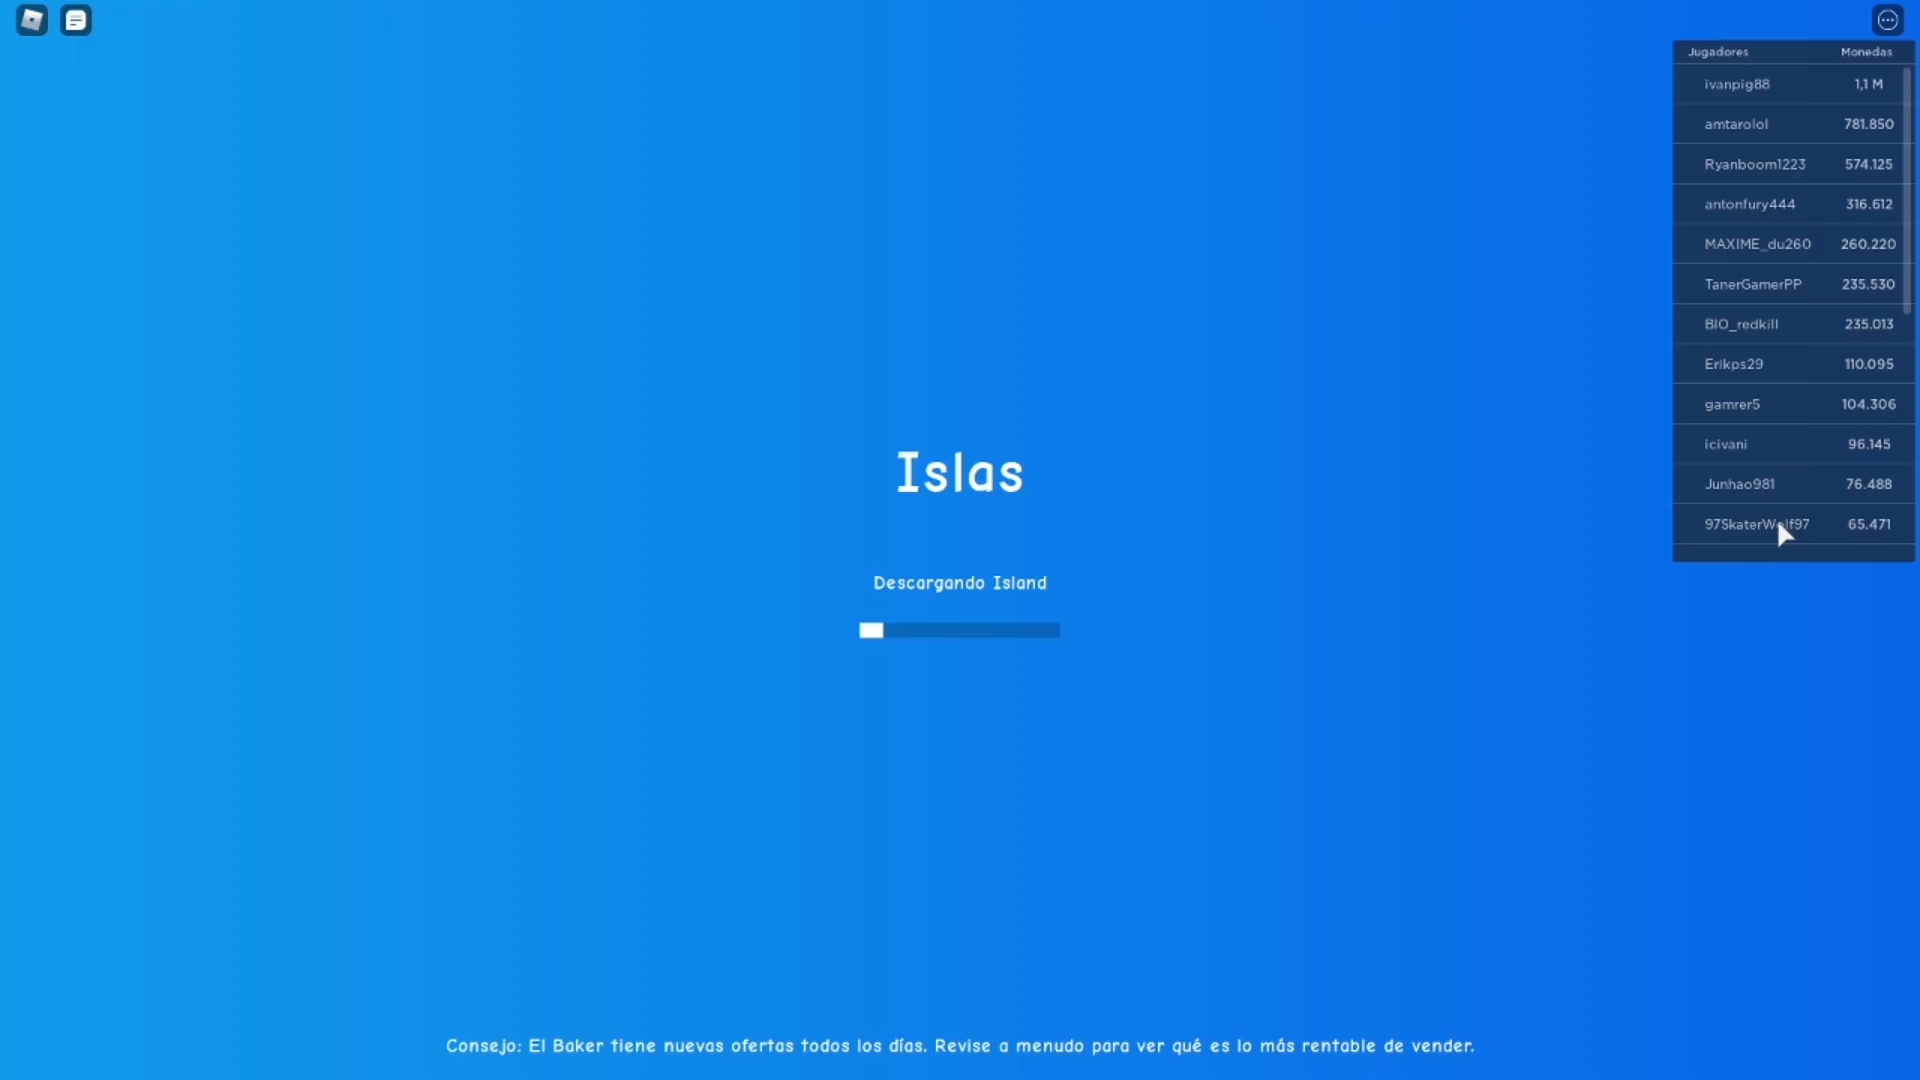 Jugadores Monedas
ivanpig88 1,1 M
amtarolol 781.850
Ryanboom1223 574.125
antonfury444 316.612
MAXIME_du260 260.220
TanerGamerPP 235.530
BIO_redkill 235.013
Erikps29 110.095
gamrer5 104.306
icivani 96.145
Junhao981 76.488
97SkaterWolf97 65.471
Islas
Descargando Island
Consejo: El Baker tiene nuevas ofertas todos los días. Revise a menudo para ver qué es lo más rentable de vender.